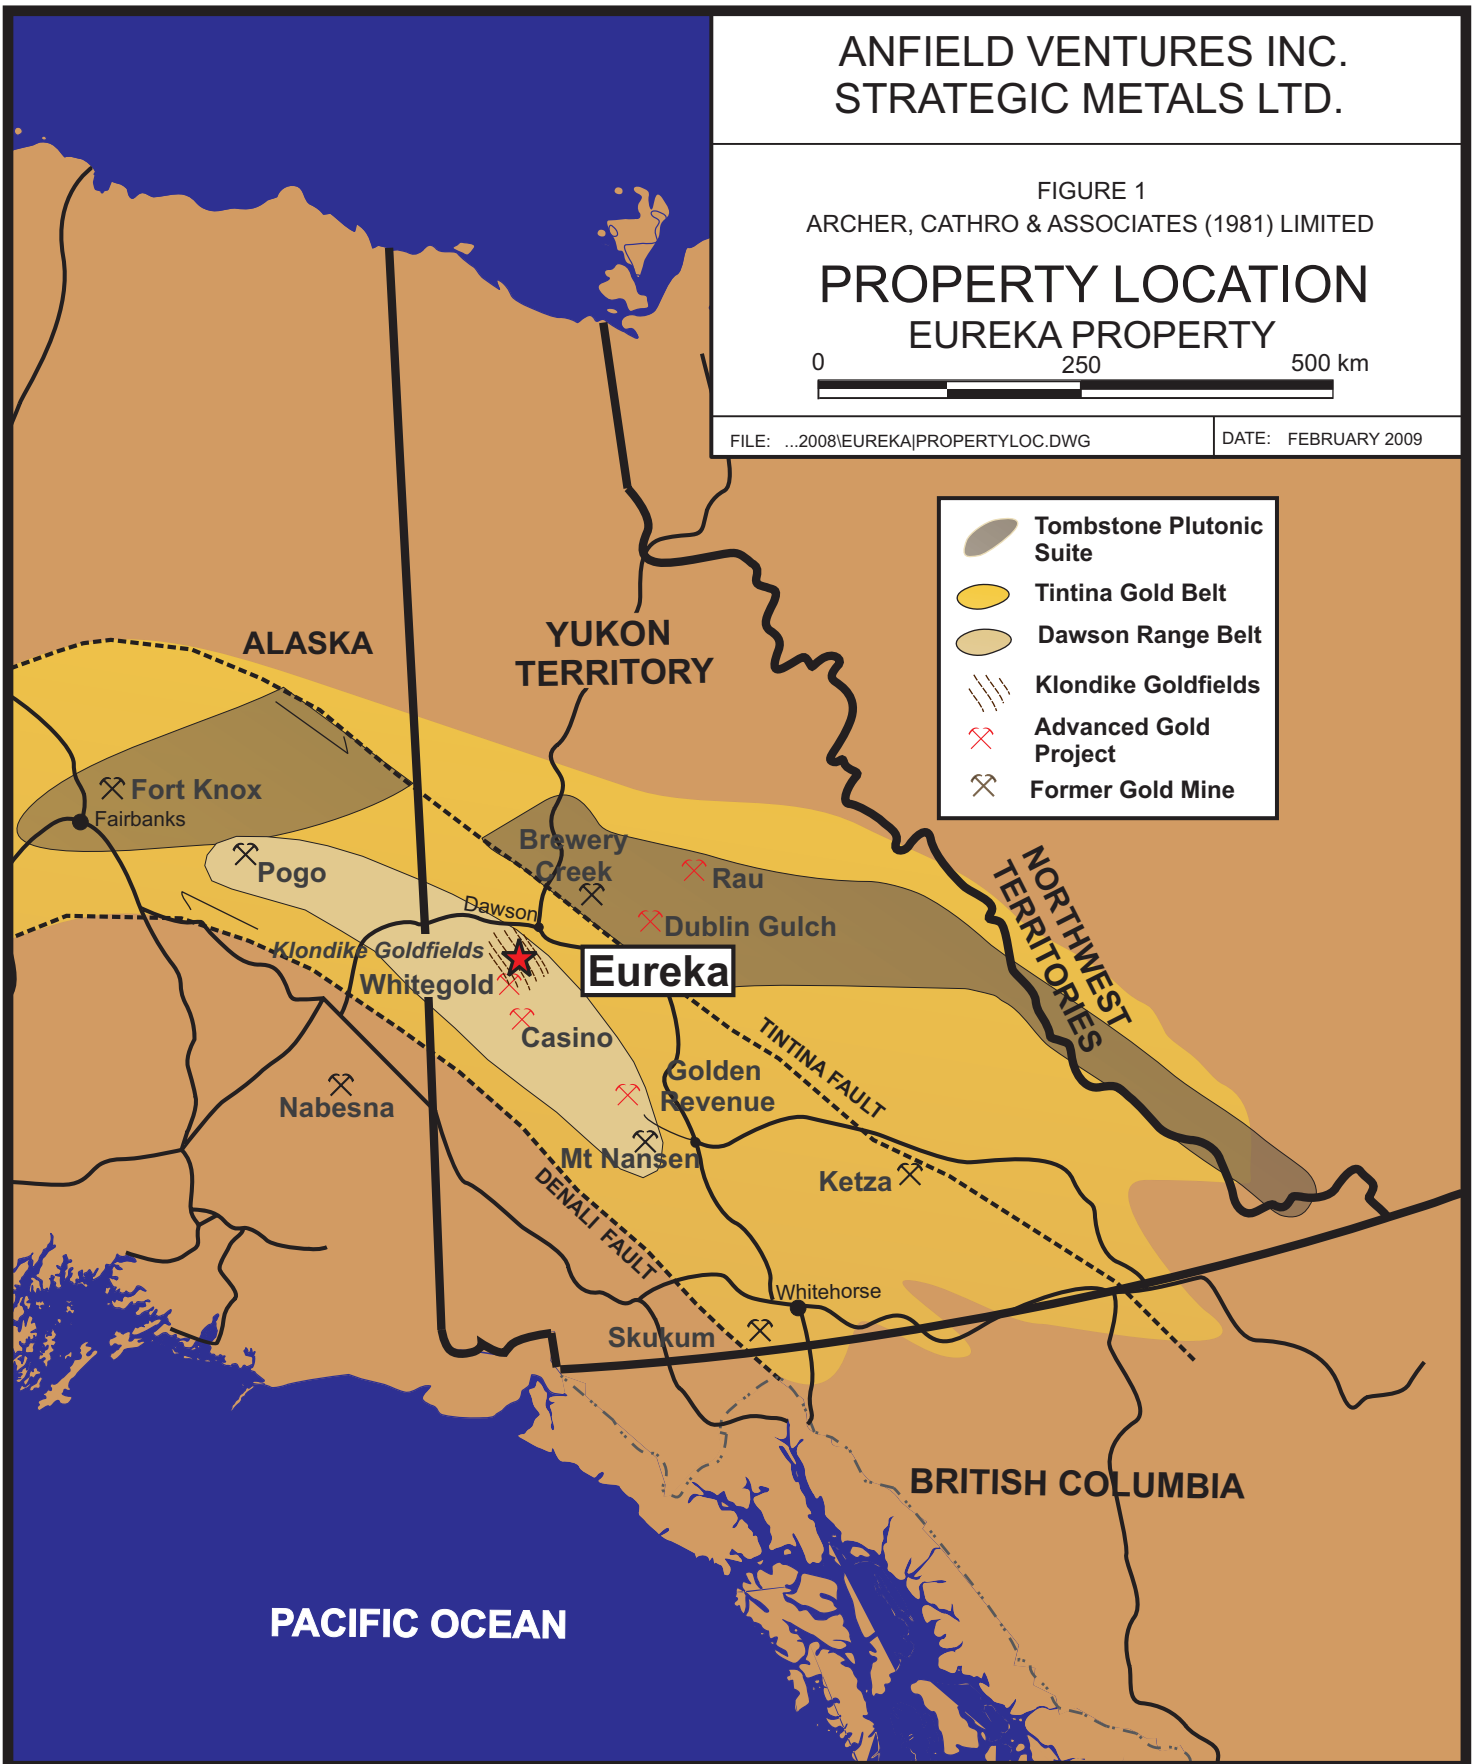 ANFIELD VENTURES INC.
STRATEGIC METALS LTD.
FIGURE 1
ARCHER, CATHRO & ASSOCIATES (1981) LIMITED
PROPERTY LOCATION
EUREKA PROPERTY
0 250 500 km
FILE: ...2008\EUREKA|PROPERTYLOC.DWG
DATE: FEBRUARY 2009
Tombstone Plutonic
Suite
Tintina Gold Belt
Dawson Range Belt
Klondike Goldfields
Advanced Gold
Project
Former Gold Mine
ALASKA
YUKON
TERRITORY
Fort Knox
Fairbanks
Pogo
Brewery
Creek
Rau
Dawson
Dublin Gulch
Klondike Goldfields
Eureka
Whitegold
Casino
NORTHWEST
TERRITORIES
TINTINA FAULT
Golden
Revenue
Nabesna
Mt Nansen
Ketza
DENALI FAULT
Whitehorse
Skukum
BRITISH COLUMBIA
PACIFIC OCEAN